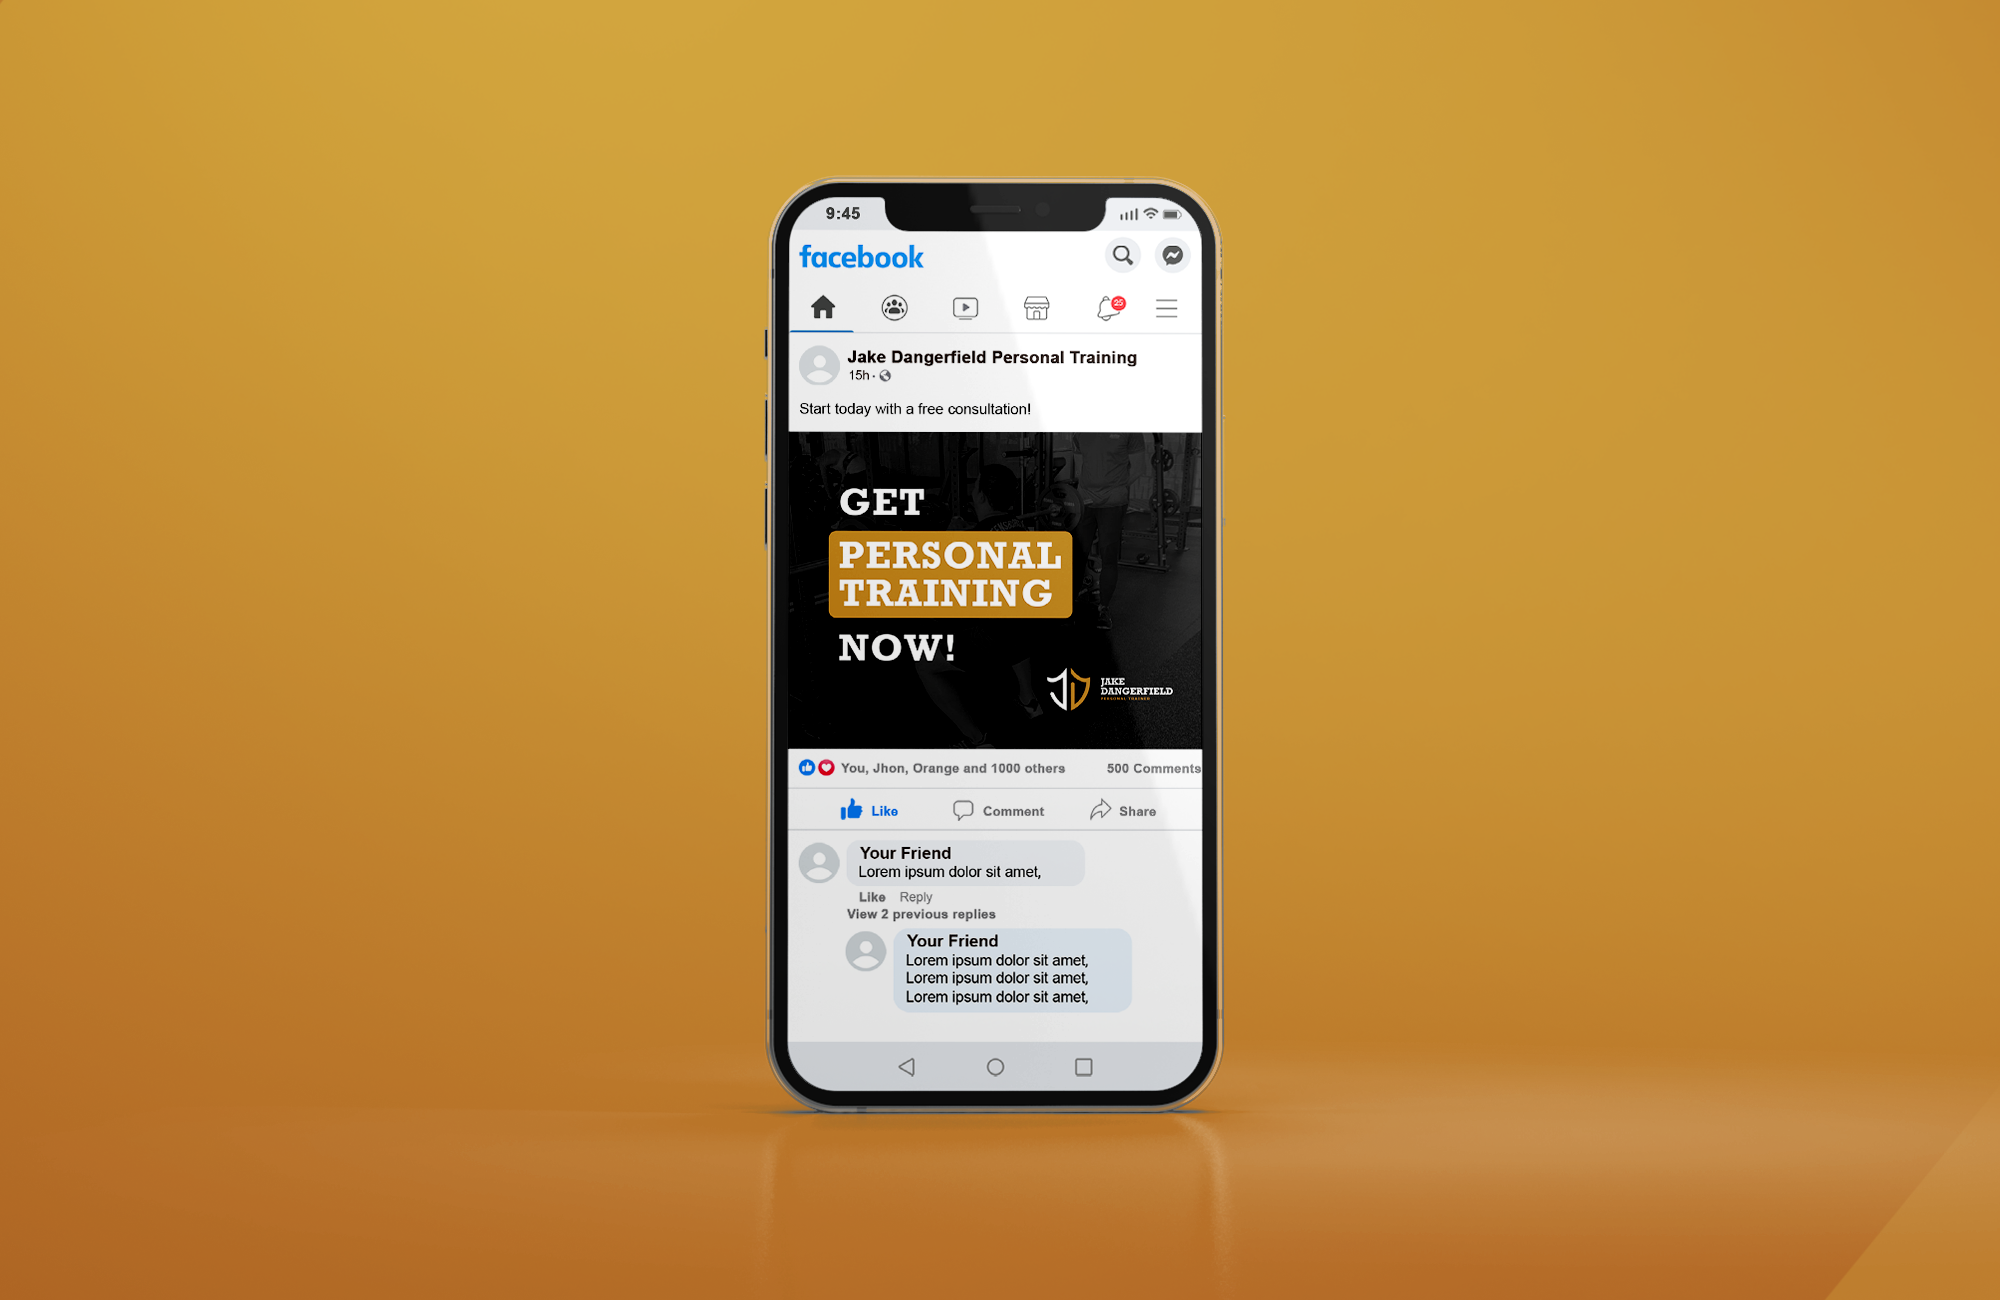 9:45
facebook
25
Jake Dangerfield Personal Training
15h ·
Start today with a free consultation!
GET
PERSONAL
TRAINING
NOW!
JAKE
DANGERFIELD
PERSONAL TRAINER
You, Jhon, Orange and 1000 others
500 Comments
Like
Comment
Share
Your Friend
Lorem ipsum dolor sit amet,
Like Reply
View 2 previous replies
Your Friend
Lorem ipsum dolor sit amet,
Lorem ipsum dolor sit amet,
Lorem ipsum dolor sit amet,